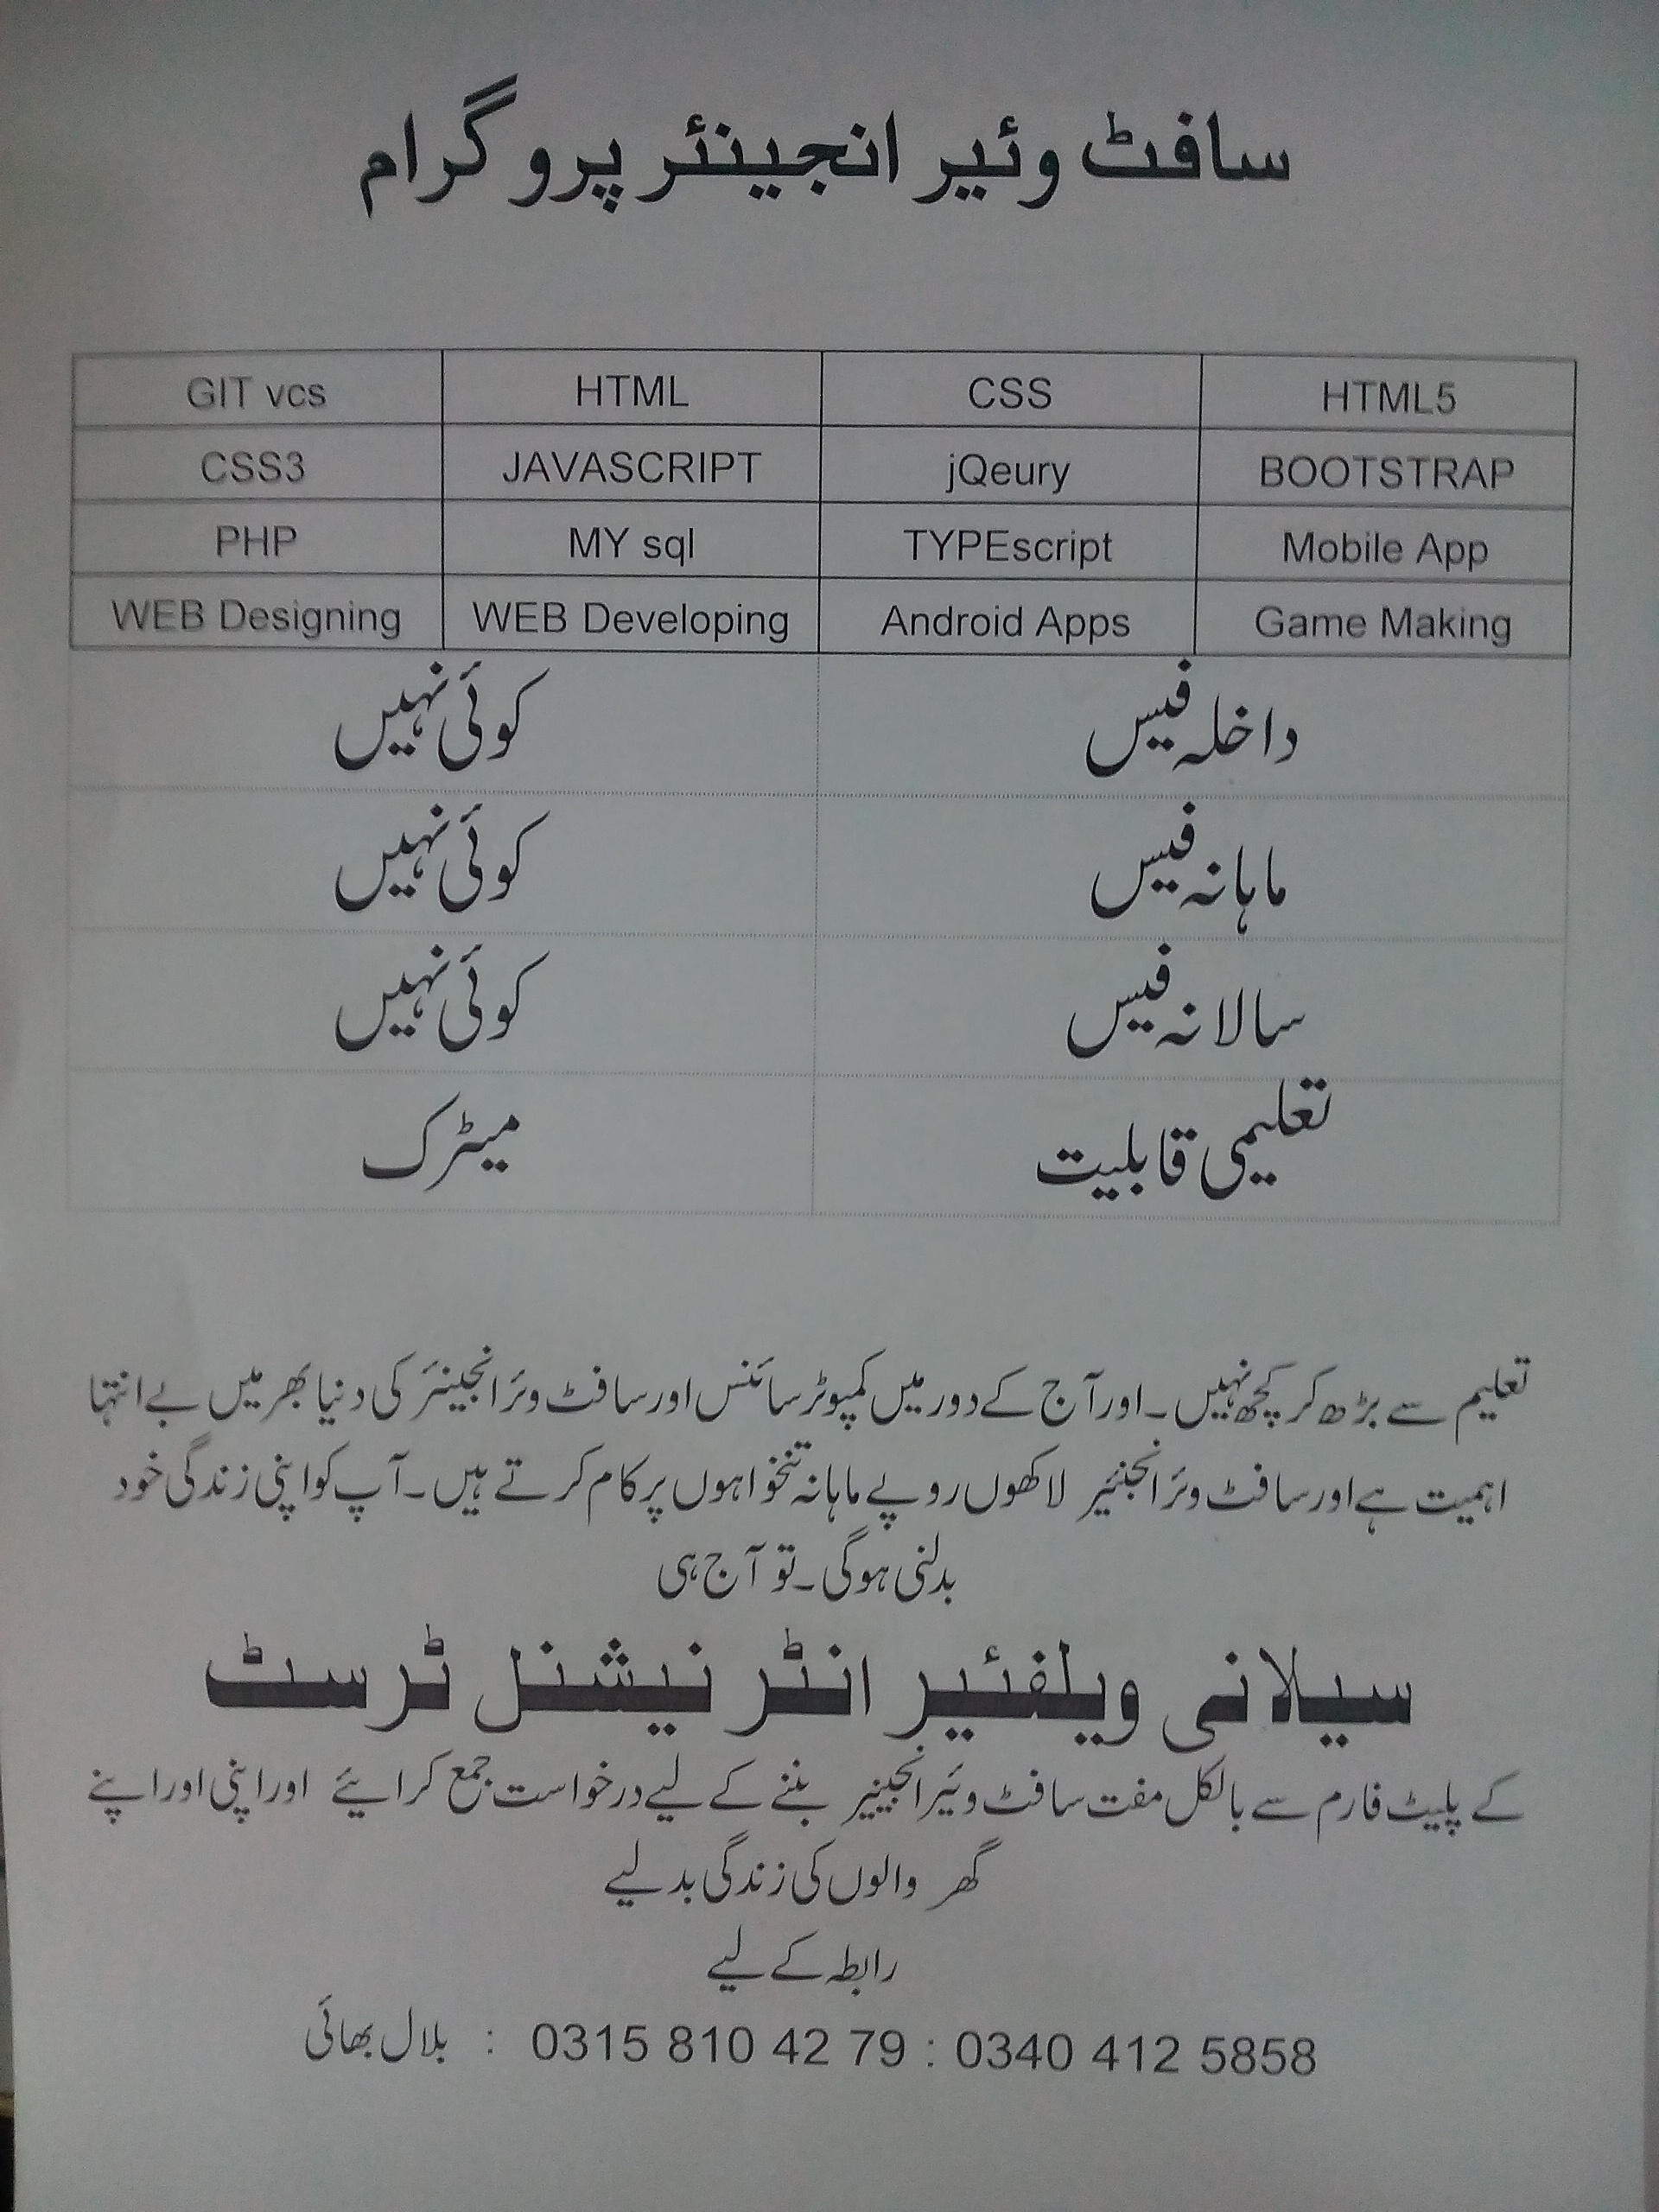 سافٹ وئیر انجینئر پروگرام
GIT vcs HTML CSS HTML5
CSS3 JAVASCRIPT jQeury BOOTSTRAP
PHP MY sql TYPEscript Mobile App
WEB Designing WEB Developing Android Apps Game Making
داخلہ فیس کوئی نہیں
ماہانہ فیس کوئی نہیں
سالانہ فیس کوئی نہیں
تعلیمی قابلیت میٹرک
تعلیم سے بڑھ کر کچھ نہیں۔ اور آج کے دور میں کمپوٹر سائنس اور سافٹ وئر انجینئر کی دنیا بھر میں بے انتہا
اہمیت ہے اور سافٹ وئر انجنئیر لاکھوں روپے ماہانہ تنخواہوں پر کام کرتے ہیں۔ آپ کو اپنی زندگی خود
بدلنی ہوگی۔ تو آج ہی
سیلانی ویلفئیر انٹر نیشنل ٹرسٹ
کے پلیٹ فارم سے بالکل مفت سافٹ وئیر انجینیر بننے کے لیے درخواست جمع کرایئے اور اپنی اور اپنے
گھر والوں کی زندگی بدلیے
رابطہ کے لیے
0315 810 42 79 : 0340 412 5858 : بلال بھائی